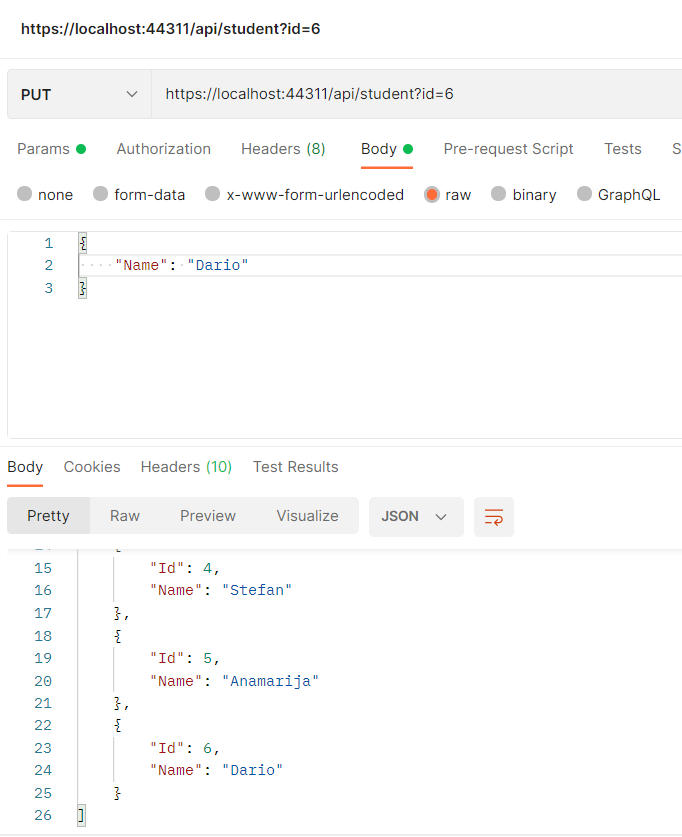 https://localhost:44311/api/student?id=6
PUT https://localhost:44311/api/student?id=6
Params Authorization Headers (8) Body Pre-request Script Tests S
none form-data x-www-form-urlencoded raw binary GraphQL
1 {
2 "Name": "Dario"
3 }
Body Cookies Headers (10) Test Results
Pretty Raw Preview Visualize JSON
15 "Id": 4,
16 "Name": "Stefan"
17 },
18 {
19 "Id": 5,
20 "Name": "Anamarija"
21 },
22 {
23 "Id": 6,
24 "Name": "Dario"
25 }
26 ]